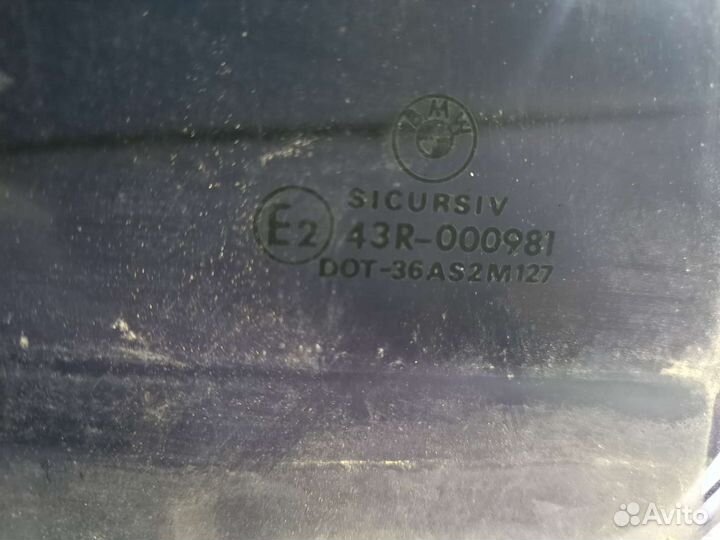 BMW
SICURSIV
E2 43R-000981
DOT-36AS2M127
Avito